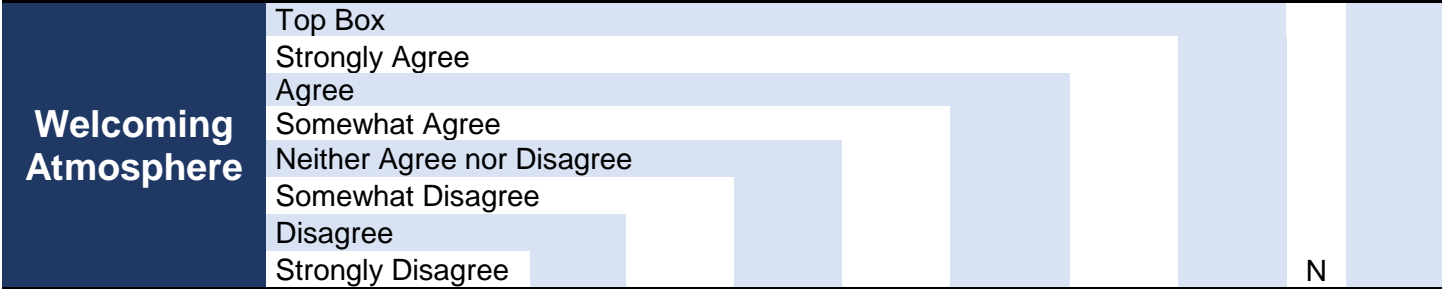 Welcoming
Atmosphere
Top Box
Strongly Agree
Agree
Somewhat Agree
Neither Agree nor Disagree
Somewhat Disagree
Disagree
Strongly Disagree
N